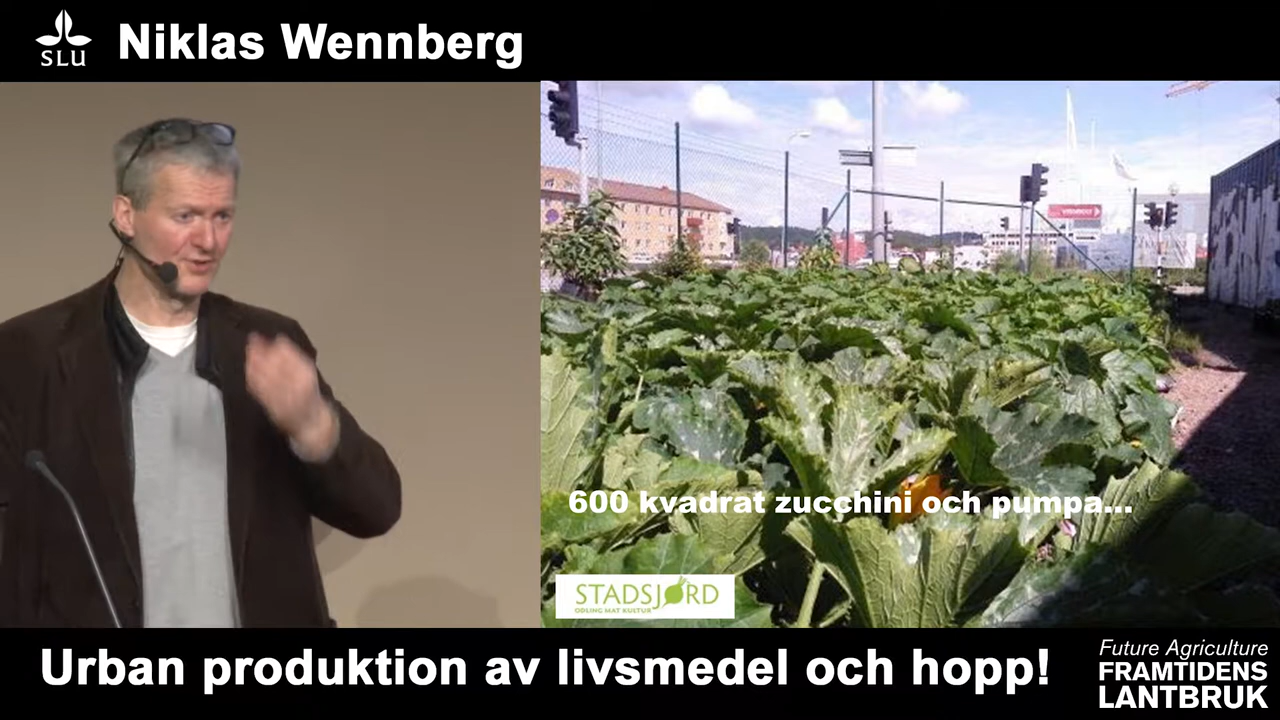 SLU
Niklas Wennberg
600 kvadrat zucchini och pumpa...
STADSJORD
ODLING MAT KULTUR
Urban produktion av livsmedel och hopp!
Future Agriculture
FRAMTIDENS
LANTBRUK